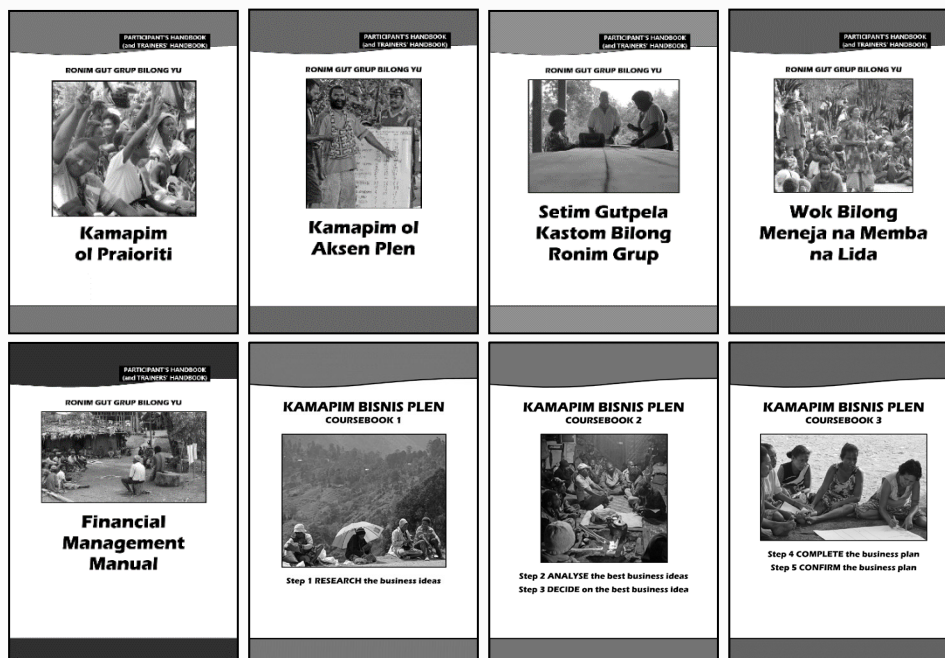 PARTICIPANT'S HANDBOOK
(and TRAINERS' HANDBOOK)
RONIM GUT GRUP BILONG YU
Kamapim
ol Praioriti
PARTICIPANT'S HANDBOOK
(and TRAINERS' HANDBOOK)
RONIM GUT GRUP BILONG YU
Kamapim ol
Aksen Plen
PARTICIPANT'S HANDBOOK
(and TRAINERS' HANDBOOK)
RONIM GUT GRUP BILONG YU
Setim Gutpela
Kastom Bilong
Ronim Grup
PARTICIPANT'S HANDBOOK
(and TRAINERS' HANDBOOK)
RONIM GUT GRUP BILONG YU
Wok Bilong
Meneja na Memba
na Lida
PARTICIPANT'S HANDBOOK
(and TRAINERS' HANDBOOK)
RONIM GUT GRUP BILONG YU
Financial
Management
Manual
KAMAPIM BISNIS PLEN
COURSEBOOK 1
Step 1 RESEARCH the business ideas
KAMAPIM BISNIS PLEN
COURSEBOOK 2
Step 2 ANALYSE the best business ideas
Step 3 DECIDE on the best business idea
KAMAPIM BISNIS PLEN
COURSEBOOK 3
Step 4 COMPLETE the business plan
Step 5 CONFIRM the business plan